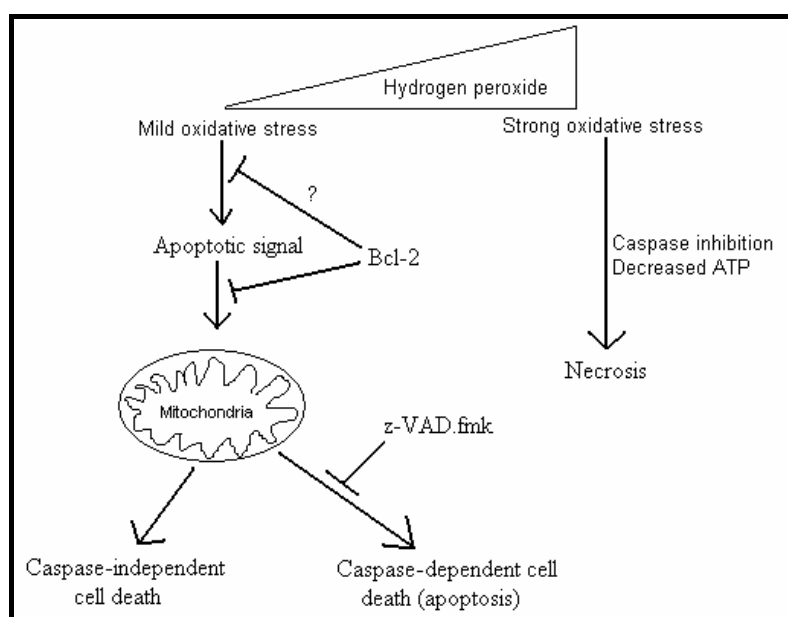 Hydrogen peroxide
Mild oxidative stress
Strong oxidative stress
?
Apoptotic signal
Bcl-2
Caspase inhibition
Decreased ATP
Necrosis
Mitochondria
z-VAD.fmk
Caspase-independent
cell death
Caspase-dependent cell
death (apoptosis)